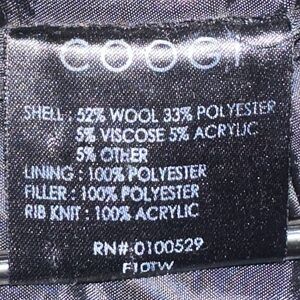 COOGI
SHELL : 52% WOOL 33% POLYESTER
5% VISCOSE 5% ACRYLIC
5% OTHER
LINING : 100% POLYESTER
FILLER : 100% POLYESTER
RIB KNIT : 100% ACRYLIC
RN# 0100529
F10TW